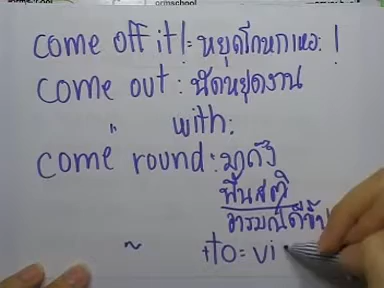 ormschool
come off it! = หยุดโกหกเหอะ !
come out : นัดหยุดงาน
" with:
come round : มาถึง
ฟื้นสติ
อารมณ์ดีขึ้น
~ +to = vi